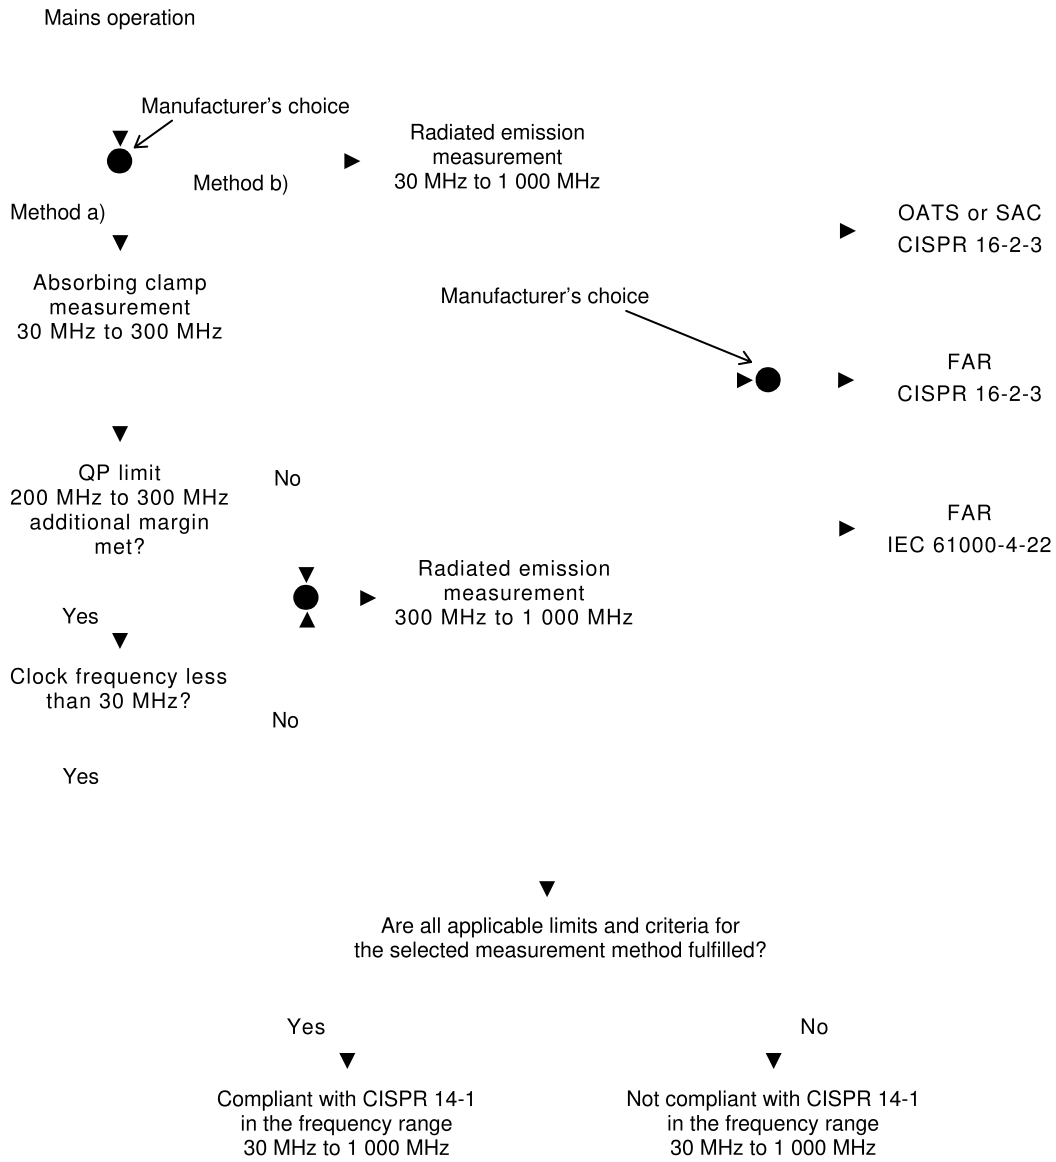 Mains operation
Manufacturer's choice
Radiated emission
measurement
30 MHz to 1 000 MHz
Method b)
Method a)
OATS or SAC
CISPR 16-2-3
Absorbing clamp
measurement
30 MHz to 300 MHz
Manufacturer's choice
FAR
CISPR 16-2-3
QP limit
200 MHz to 300 MHz
additional margin
met?
No
FAR
IEC 61000-4-22
Radiated emission
measurement
300 MHz to 1 000 MHz
Yes
Clock frequency less
than 30 MHz?
No
Yes
Are all applicable limits and criteria for
the selected measurement method fulfilled?
Yes
No
Compliant with CISPR 14-1
in the frequency range
30 MHz to 1 000 MHz
Not compliant with CISPR 14-1
in the frequency range
30 MHz to 1 000 MHz